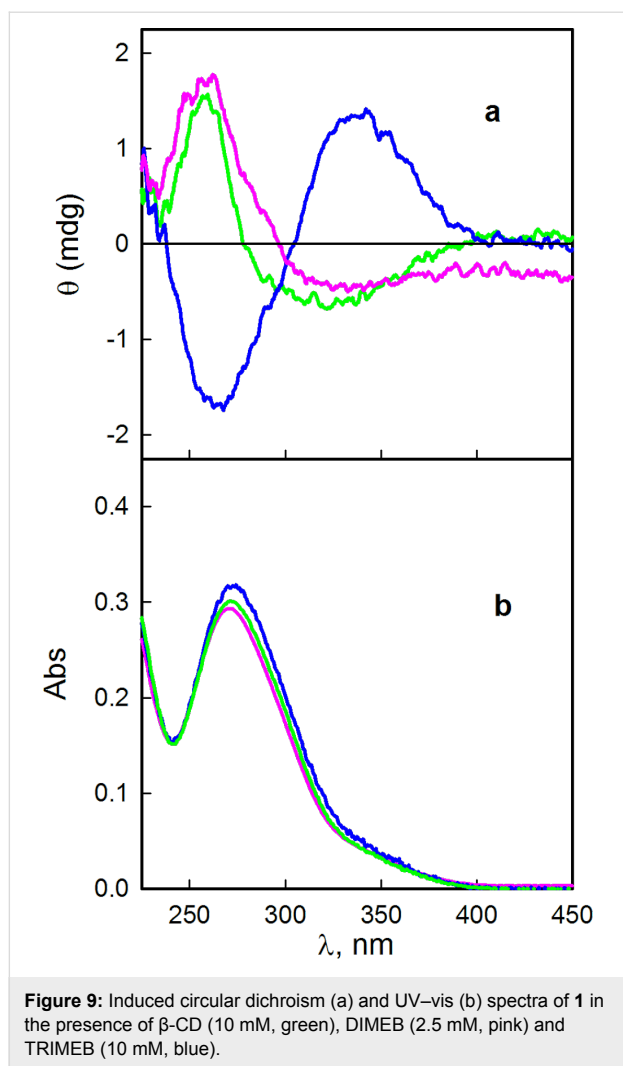 2
1
0
-1
-2
θ (mdg)
a
0.4
0.3
0.2
0.1
0.0
Abs
b
250 300 350 400 450
λ, nm
Figure 9: Induced circular dichroism (a) and UV–vis (b) spectra of 1 in
the presence of β-CD (10 mM, green), DIMEB (2.5 mM, pink) and
TRIMEB (10 mM, blue).